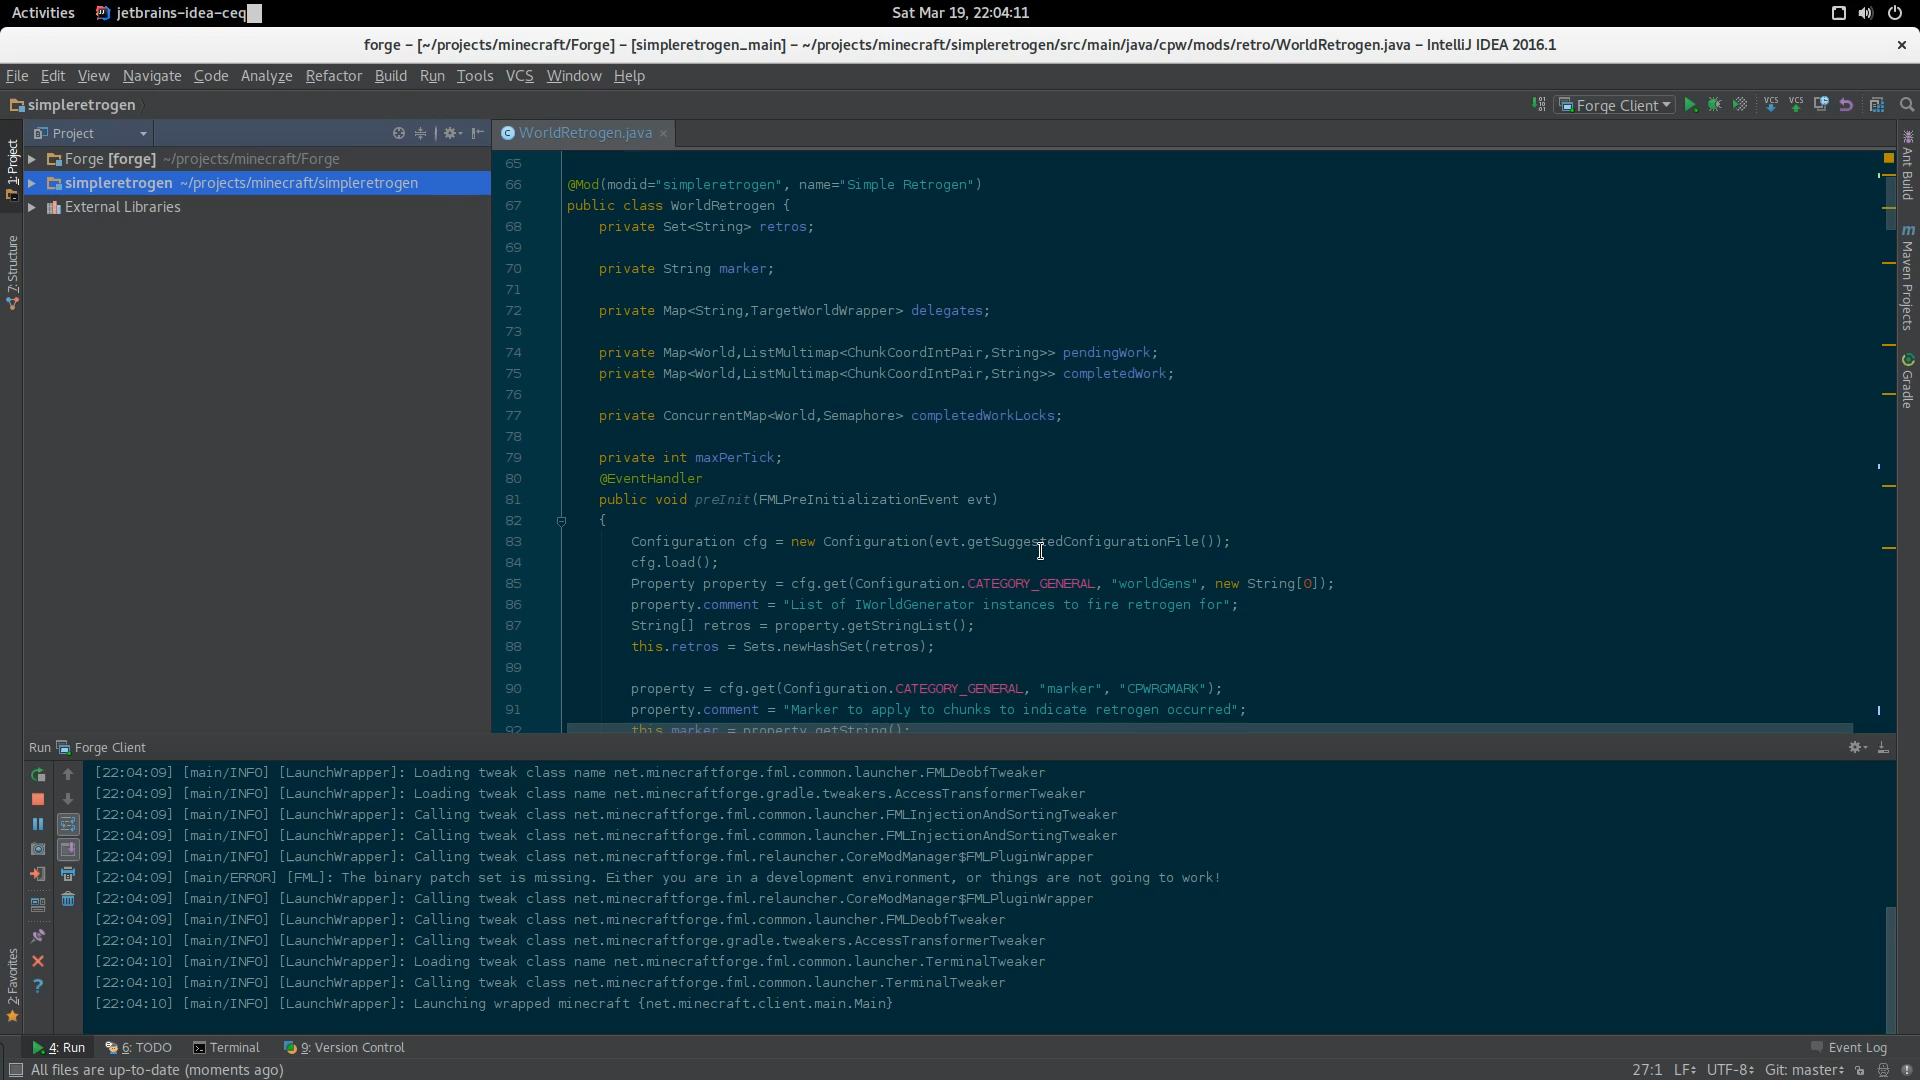 Activities jetbrains-idea-ceq Sat Mar 19, 22:04:11
forge – [~/projects/minecraft/Forge] – [simpleretrogen_main] – ~/projects/minecraft/simpleretrogen/src/main/java/cpw/mods/retro/WorldRetrogen.java – IntelliJ IDEA 2016.1
File Edit View Navigate Code Analyze Refactor Build Run Tools VCS Window Help
simpleretrogen Forge Client VCS VCS
Project WorldRetrogen.java
1: Project
7: Structure
2: Favorites
Forge [forge] ~/projects/minecraft/Forge
simpleretrogen ~/projects/minecraft/simpleretrogen
External Libraries
65
66 @Mod(modid="simpleretrogen", name="Simple Retrogen")
67 public class WorldRetrogen {
68 private Set<String> retros;
69
70 private String marker;
71
72 private Map<String,TargetWorldWrapper> delegates;
73
74 private Map<World,ListMultimap<ChunkCoordIntPair,String>> pendingWork;
75 private Map<World,ListMultimap<ChunkCoordIntPair,String>> completedWork;
76
77 private ConcurrentMap<World,Semaphore> completedWorkLocks;
78
79 private int maxPerTick;
80 @EventHandler
81 public void preInit(FMLPreInitializationEvent evt)
82 {
83 Configuration cfg = new Configuration(evt.getSuggestedConfigurationFile());
84 cfg.load();
85 Property property = cfg.get(Configuration.CATEGORY_GENERAL, "worldGens", new String[0]);
86 property.comment = "List of IWorldGenerator instances to fire retrogen for";
87 String[] retros = property.getStringList();
88 this.retros = Sets.newHashSet(retros);
89
90 property = cfg.get(Configuration.CATEGORY_GENERAL, "marker", "CPWRGMARK");
91 property.comment = "Marker to apply to chunks to indicate retrogen occurred";
92 this.marker = property.getString();
Ant Build
m Maven Projects
Gradle
Run Forge Client
[22:04:09] [main/INFO] [LaunchWrapper]: Loading tweak class name net.minecraftforge.fml.common.launcher.FMLDeobfTweaker
[22:04:09] [main/INFO] [LaunchWrapper]: Loading tweak class name net.minecraftforge.gradle.tweakers.AccessTransformerTweaker
[22:04:09] [main/INFO] [LaunchWrapper]: Calling tweak class net.minecraftforge.fml.common.launcher.FMLInjectionAndSortingTweaker
[22:04:09] [main/INFO] [LaunchWrapper]: Calling tweak class net.minecraftforge.fml.common.launcher.FMLInjectionAndSortingTweaker
[22:04:09] [main/INFO] [LaunchWrapper]: Calling tweak class net.minecraftforge.fml.relauncher.CoreModManager$FMLPluginWrapper
[22:04:09] [main/ERROR] [FML]: The binary patch set is missing. Either you are in a development environment, or things are not going to work!
[22:04:09] [main/INFO] [LaunchWrapper]: Calling tweak class net.minecraftforge.fml.relauncher.CoreModManager$FMLPluginWrapper
[22:04:09] [main/INFO] [LaunchWrapper]: Calling tweak class net.minecraftforge.fml.common.launcher.FMLDeobfTweaker
[22:04:10] [main/INFO] [LaunchWrapper]: Calling tweak class net.minecraftforge.gradle.tweakers.AccessTransformerTweaker
[22:04:10] [main/INFO] [LaunchWrapper]: Loading tweak class name net.minecraftforge.fml.common.launcher.TerminalTweaker
[22:04:10] [main/INFO] [LaunchWrapper]: Calling tweak class net.minecraftforge.fml.common.launcher.TerminalTweaker
[22:04:10] [main/INFO] [LaunchWrapper]: Launching wrapped minecraft {net.minecraft.client.main.Main}
4: Run 6: TODO Terminal 9: Version Control Event Log
All files are up-to-date (moments ago) 27:1 LF UTF-8 Git: master